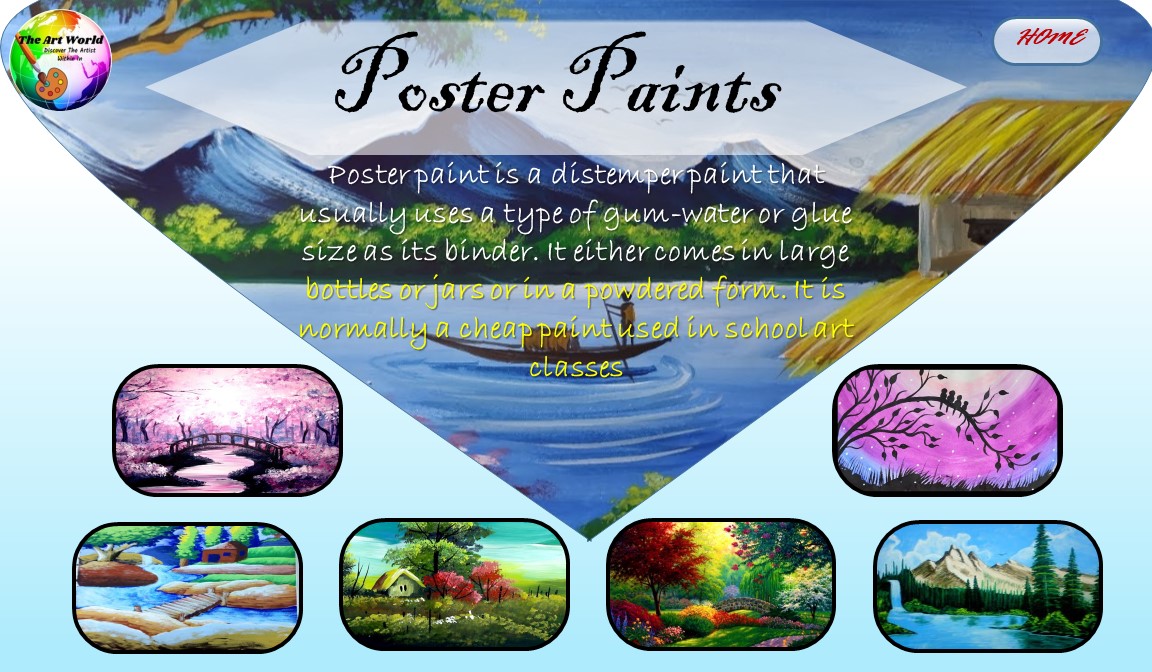 The Art World
Discover The Artist
Within In
HOME
Poster Paints
Poster paint is a distemper paint that
usually uses a type of gum-water or glue
size as its binder. It either comes in large
bottles or jars or in a powdered form. It is
normally a cheap paint used in school art
classes